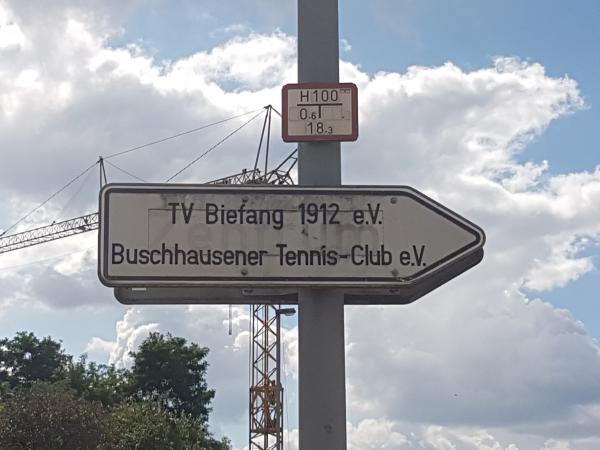 H100
0.6
18.3
TV Biefang 1912 e.V.
Buschhausener Tennis-Club e.V.